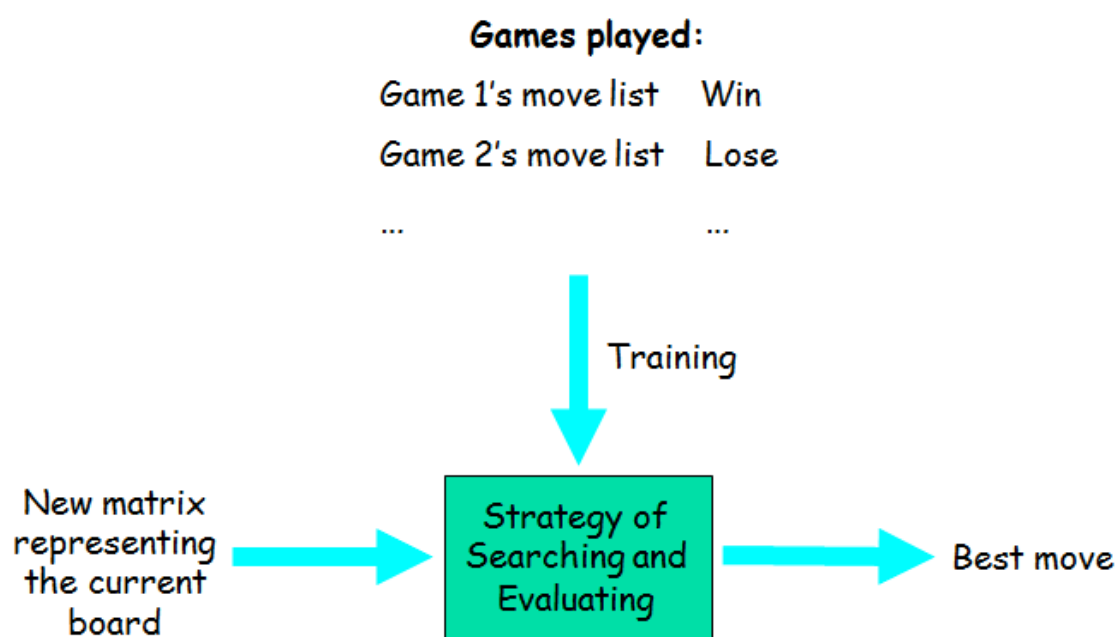 Games played:
Game 1's move list Win
Game 2's move list Lose
... ...
Training
New matrix
representing
the current
board
Strategy of
Searching and
Evaluating
Best move